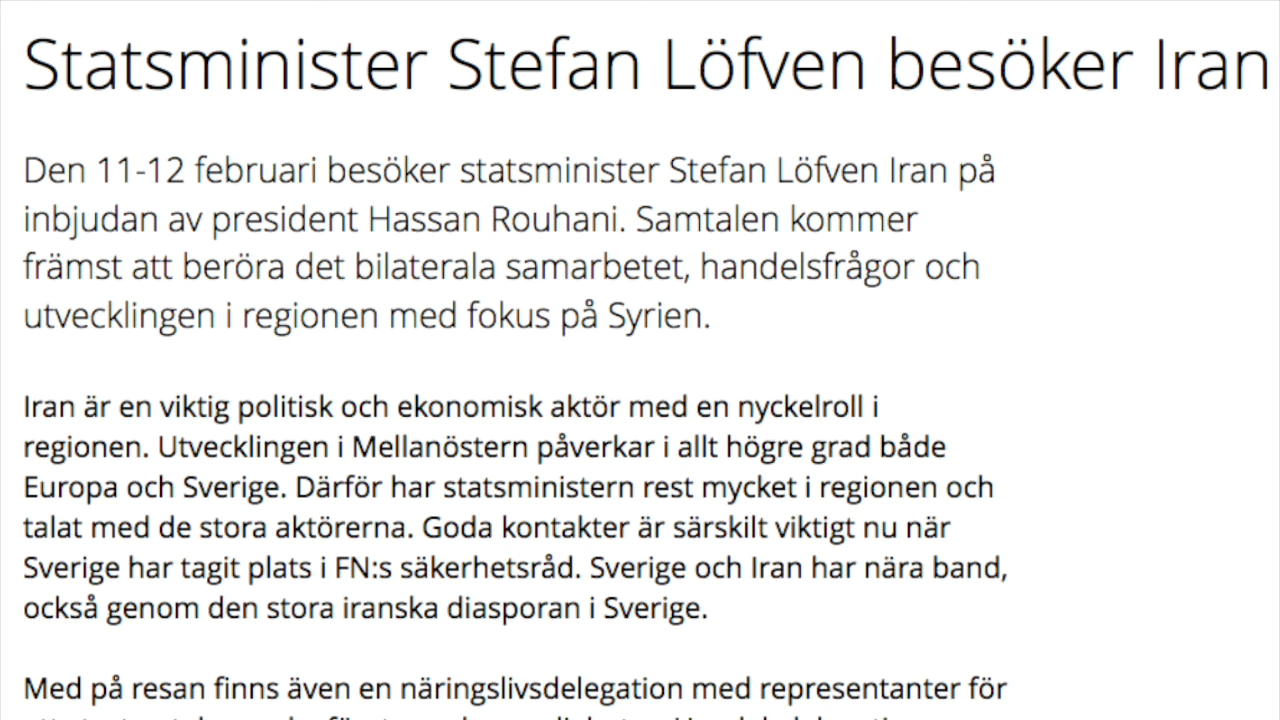 Statsminister Stefan Löfven besöker Iran
Den 11-12 februari besöker statsminister Stefan Löfven Iran på
inbjudan av president Hassan Rouhani. Samtalen kommer
främst att beröra det bilaterala samarbetet, handelsfrågor och
utvecklingen i regionen med fokus på Syrien.
Iran är en viktig politisk och ekonomisk aktör med en nyckelroll i
regionen. Utvecklingen i Mellanöstern påverkar i allt högre grad både
Europa och Sverige. Därför har statsministern rest mycket i regionen och
talat med de stora aktörerna. Goda kontakter är särskilt viktigt nu när
Sverige har tagit plats i FN:s säkerhetsråd. Sverige och Iran har nära band,
också genom den stora iranska diasporan i Sverige.
Med på resan finns även en näringslivsdelegation med representanter för